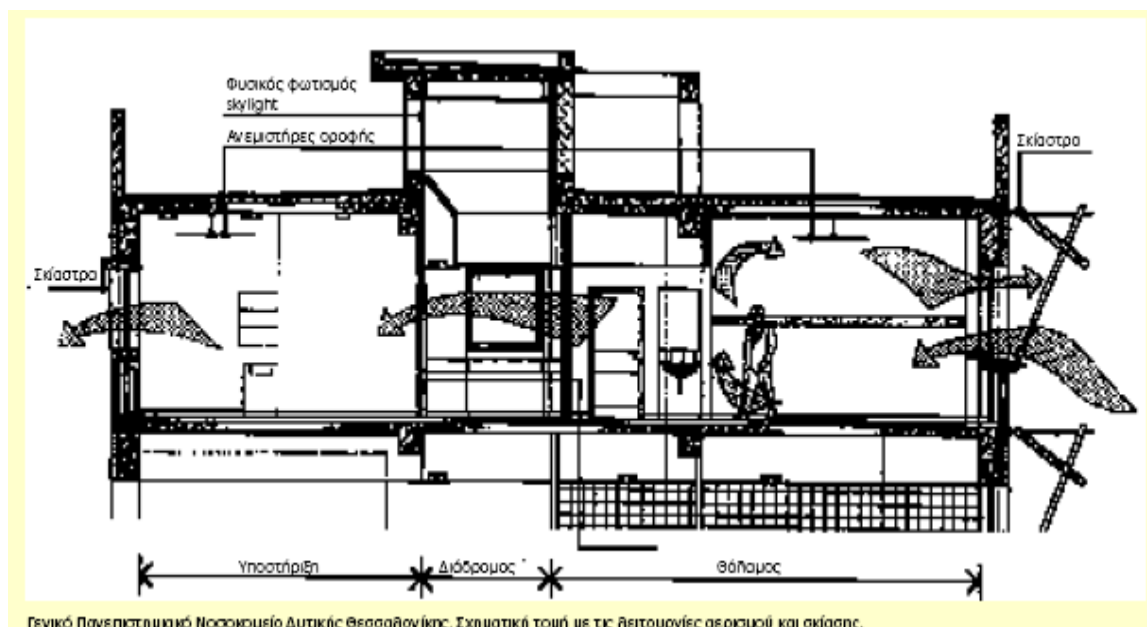 Φυσικός φωτισμός
skylight
Ανεμιστήρες οροφής
Σκίαστρο
Σκίαστρα
Υποστήριξη
Διάδρομος
Θάλαμος
Γενικό Πανεπιστημιακό Νοσοκομείο Δυτικής Θεσσαλονίκης. Σχηματική τομή με τις λειτουργίες αερισμού και σκίασης.